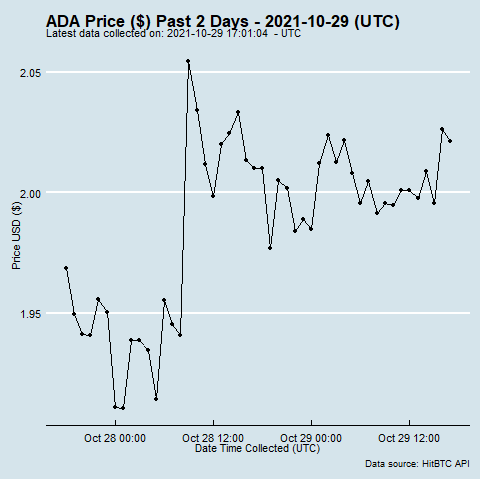 ADA Price ($) Past 2 Days - 2021-10-29 (UTC)
Latest data collected on: 2021-10-29 17:01:04 - UTC
2.05
2.00
1.95
Price USD ($)
Oct 28 00:00 Oct 28 12:00 Oct 29 00:00 Oct 29 12:00
Date Time Collected (UTC)
Data source: HitBTC API